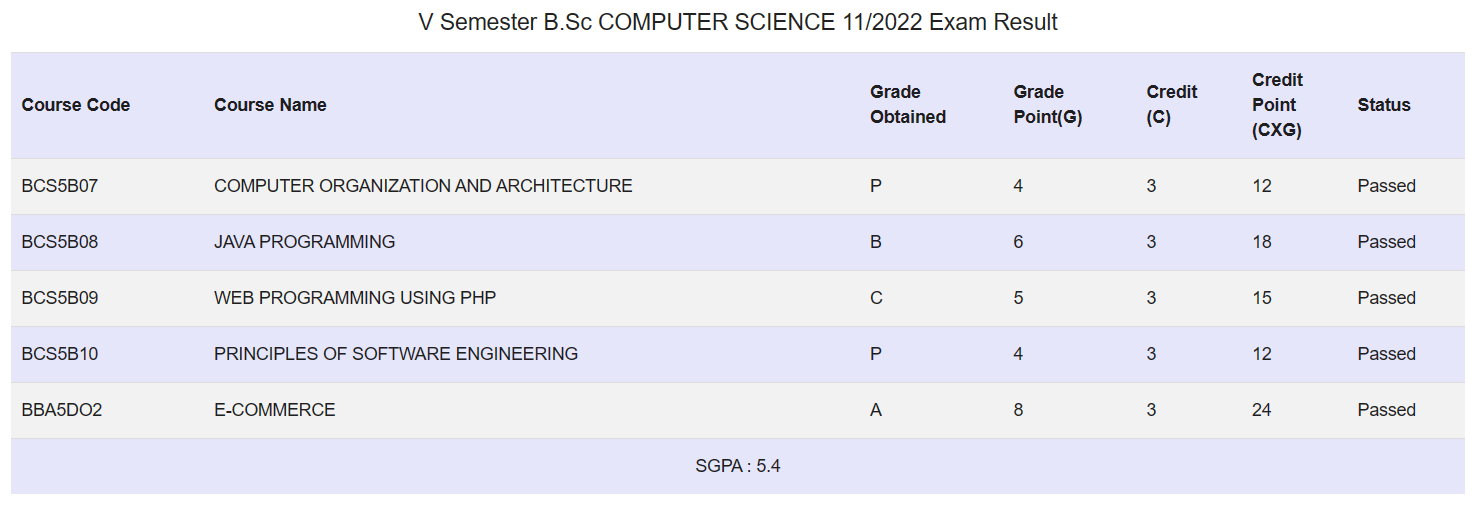 V Semester B.Sc COMPUTER SCIENCE 11/2022 Exam Result
Course Code Course Name Grade Obtained Grade Point(G) Credit (C) Credit Point (CXG) Status
BCS5B07 COMPUTER ORGANIZATION AND ARCHITECTURE P 4 3 12 Passed
BCS5B08 JAVA PROGRAMMING B 6 3 18 Passed
BCS5B09 WEB PROGRAMMING USING PHP C 5 3 15 Passed
BCS5B10 PRINCIPLES OF SOFTWARE ENGINEERING P 4 3 12 Passed
BBA5DO2 E-COMMERCE A 8 3 24 Passed
SGPA : 5.4